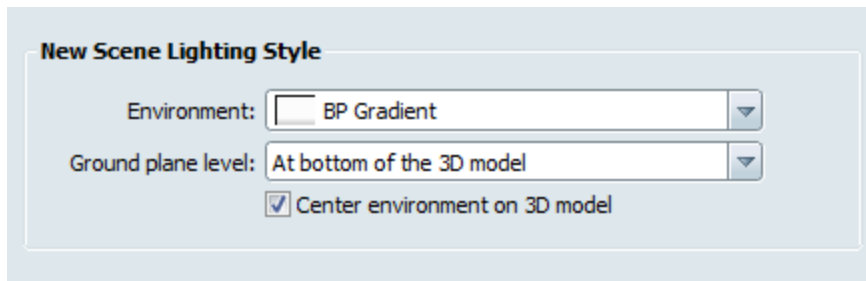 New Scene Lighting Style
Environment: BP Gradient
Ground plane level: At bottom of the 3D model
Center environment on 3D model